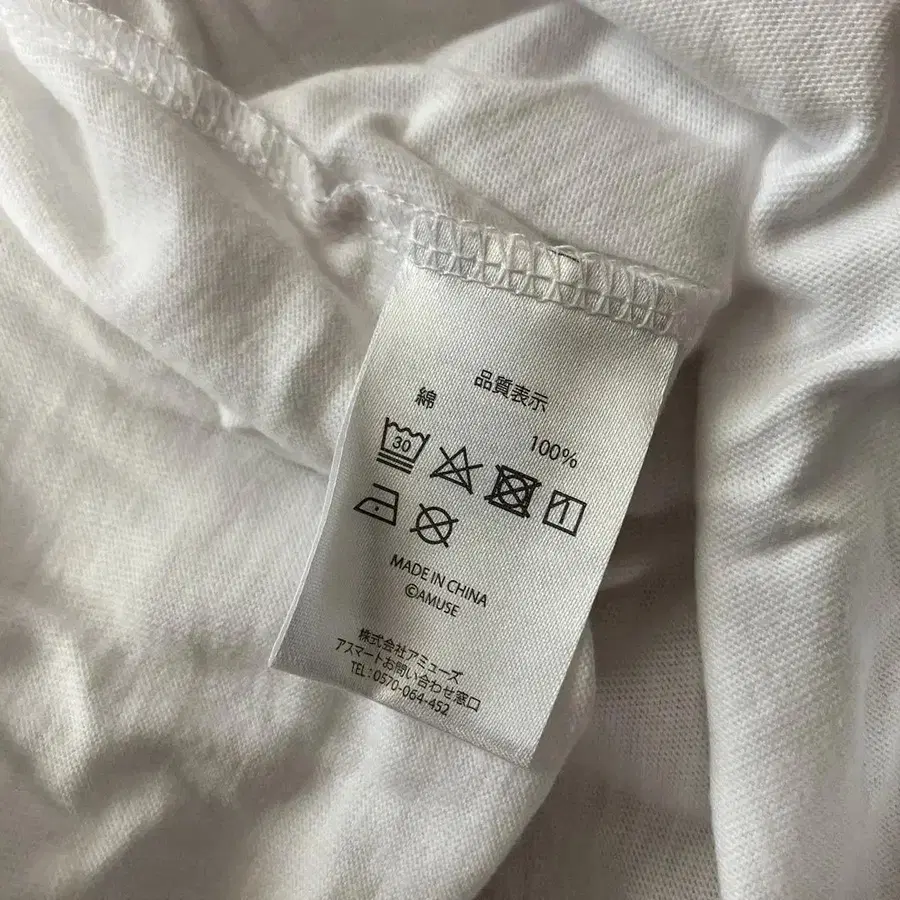 品質表示
綿 100%
30
MADE IN CHINA
©AMUSE
株式会社アミューズ
アスマートお問い合わせ窓口
TEL:0570-064-452